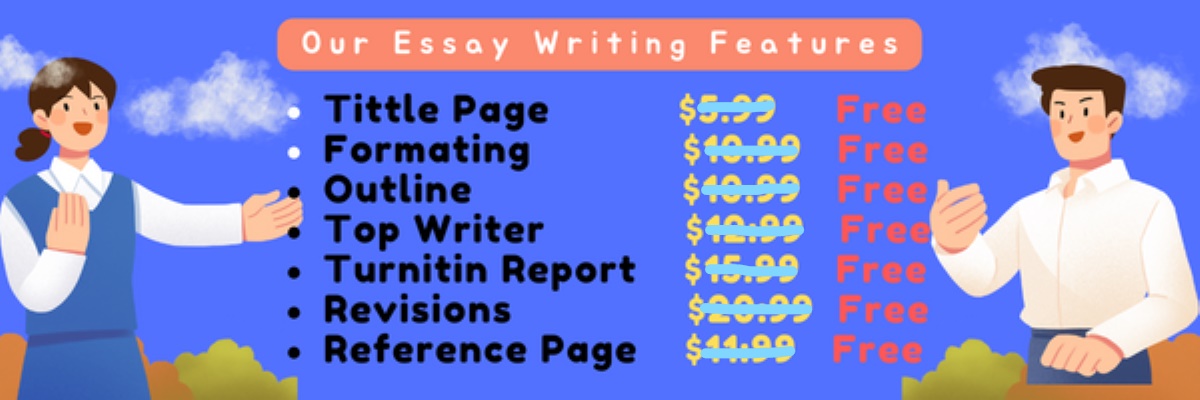 Our Essay Writing Features
• Tittle Page $5.99 Free
• Formating $10.99 Free
• Outline $10.99 Free
• Top Writer $12.99 Free
• Turnitin Report $15.99 Free
• Revisions $20.99 Free
• Reference Page $11.99 Free